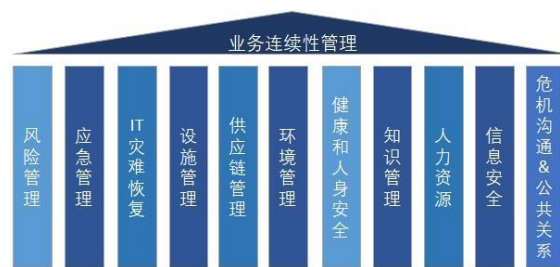 业务连续性管理
风险管理
应急管理
IT灾难恢复
设施管理
供应链管理
环境管理
健康和人身安全
知识管理
人力资源
信息安全
危机沟通&公共关系